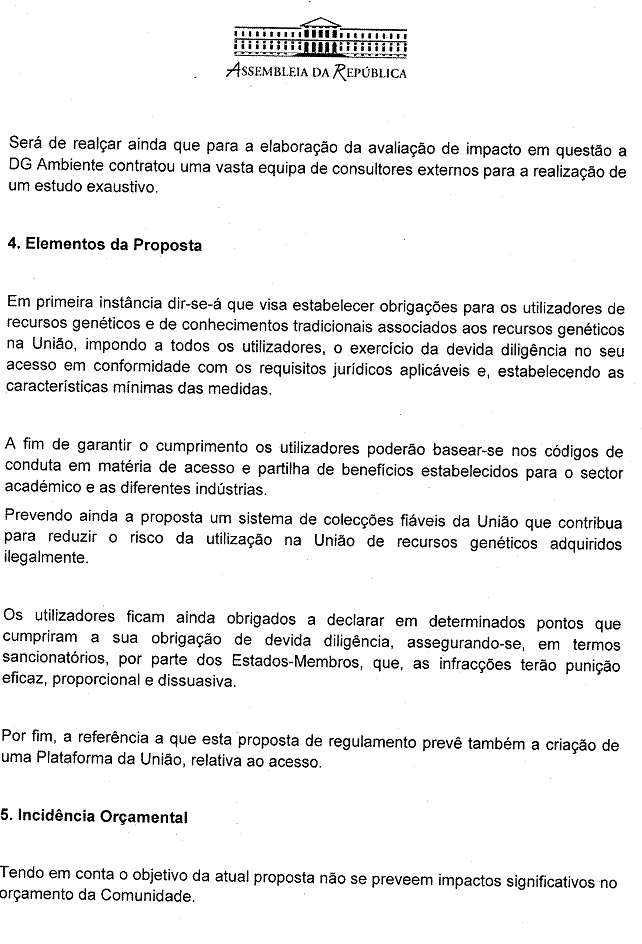 ASSEMBLEIA DA REPÚBLICA
Será de realçar ainda que para a elaboração da avaliação de impacto em questão a
DG Ambiente contratou uma vasta equipa de consultores externos para a realização de
um estudo exaustivo.
4. Elementos da Proposta
Em primeira instância dir-se-á que visa estabelecer obrigações para os utilizadores de
recursos genéticos e de conhecimentos tradicionais associados aos recursos genéticos
na União, impondo a todos os utilizadores, o exercício da devida diligência no seu
acesso em conformidade com os requisitos jurídicos aplicáveis e, estabelecendo as
características mínimas das medidas.
A fim de garantir o cumprimento os utilizadores poderão basear-se nos códigos de
conduta em matéria de acesso e partilha de benefícios estabelecidos para o sector
académico e as diferentes indústrias.
Prevendo ainda a proposta um sistema de colecções fiáveis da União que contribua
para reduzir o risco da utilização na União de recursos genéticos adquiridos
ilegalmente.
Os utilizadores ficam ainda obrigados a declarar em determinados pontos que
cumpriram a sua obrigação de devida diligência, assegurando-se, em termos
sancionatórios, por parte dos Estados-Membros, que, as infracções terão punição
eficaz, proporcional e dissuasiva.
Por fim, a referência a que esta proposta de regulamento prevê também a criação de
uma Plataforma da União, relativa ao acesso.
5. Incidência Orçamental
Tendo em conta o objetivo da atual proposta não se preveem impactos significativos no
orçamento da Comunidade.